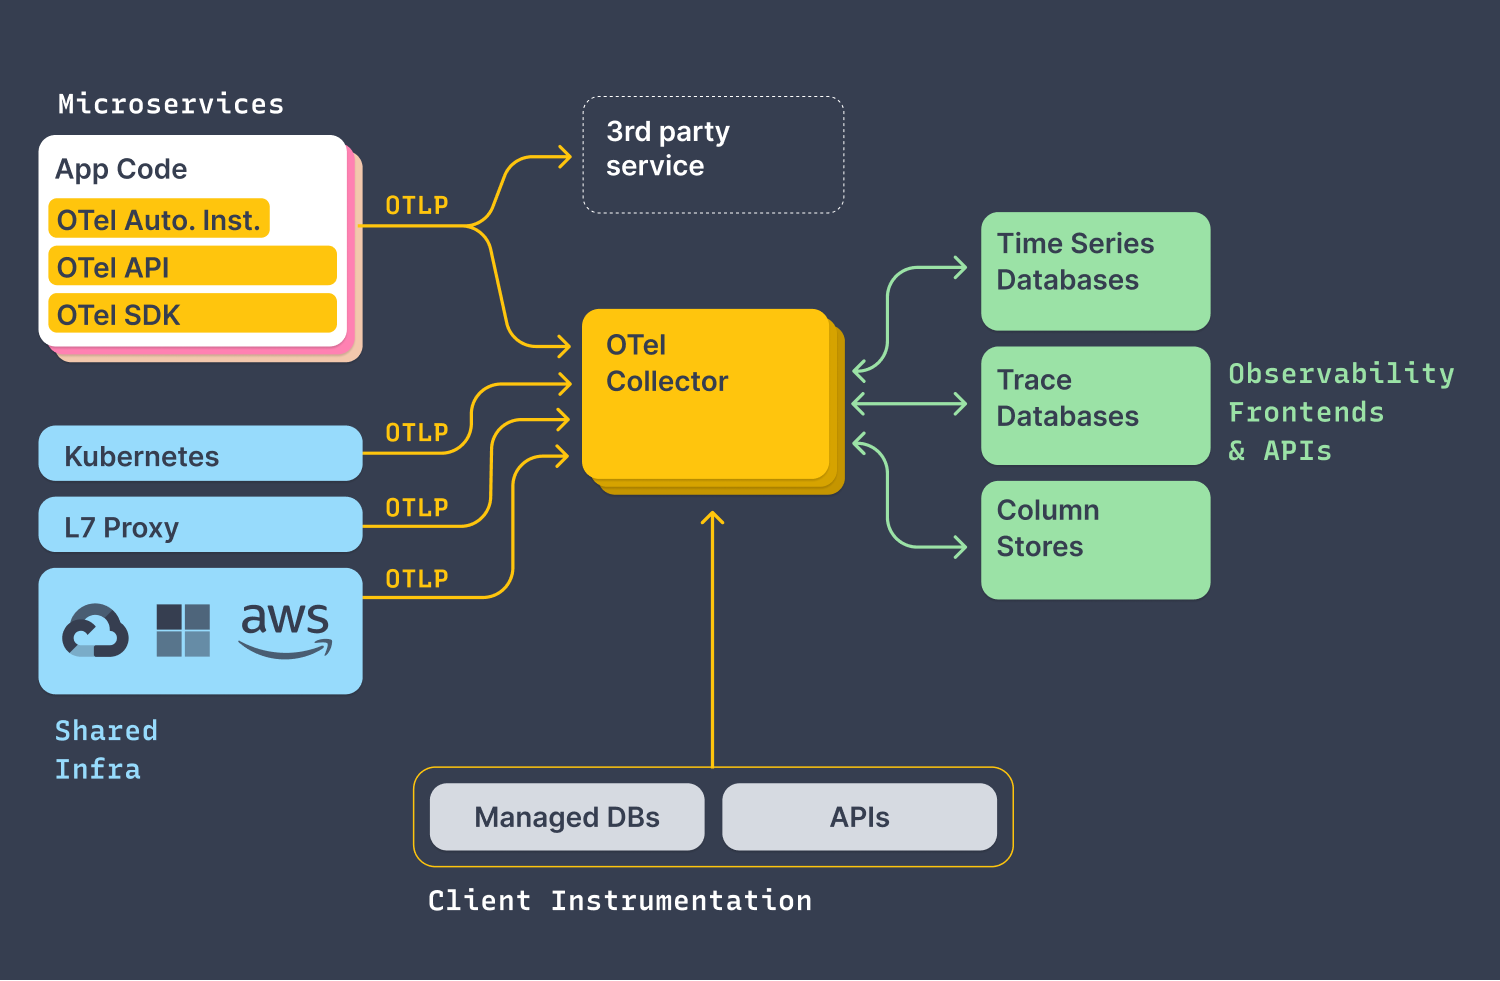 Microservices
App Code
OTel Auto. Inst.
OTel API
OTel SDK
OTLP
3rd party
service
Kubernetes
OTLP
L7 Proxy
OTLP
OTLP
aws
Shared
Infra
OTel
Collector
Time Series
Databases
Trace
Databases
Column
Stores
Observability
Frontends
& APIs
Managed DBs
APIs
Client Instrumentation